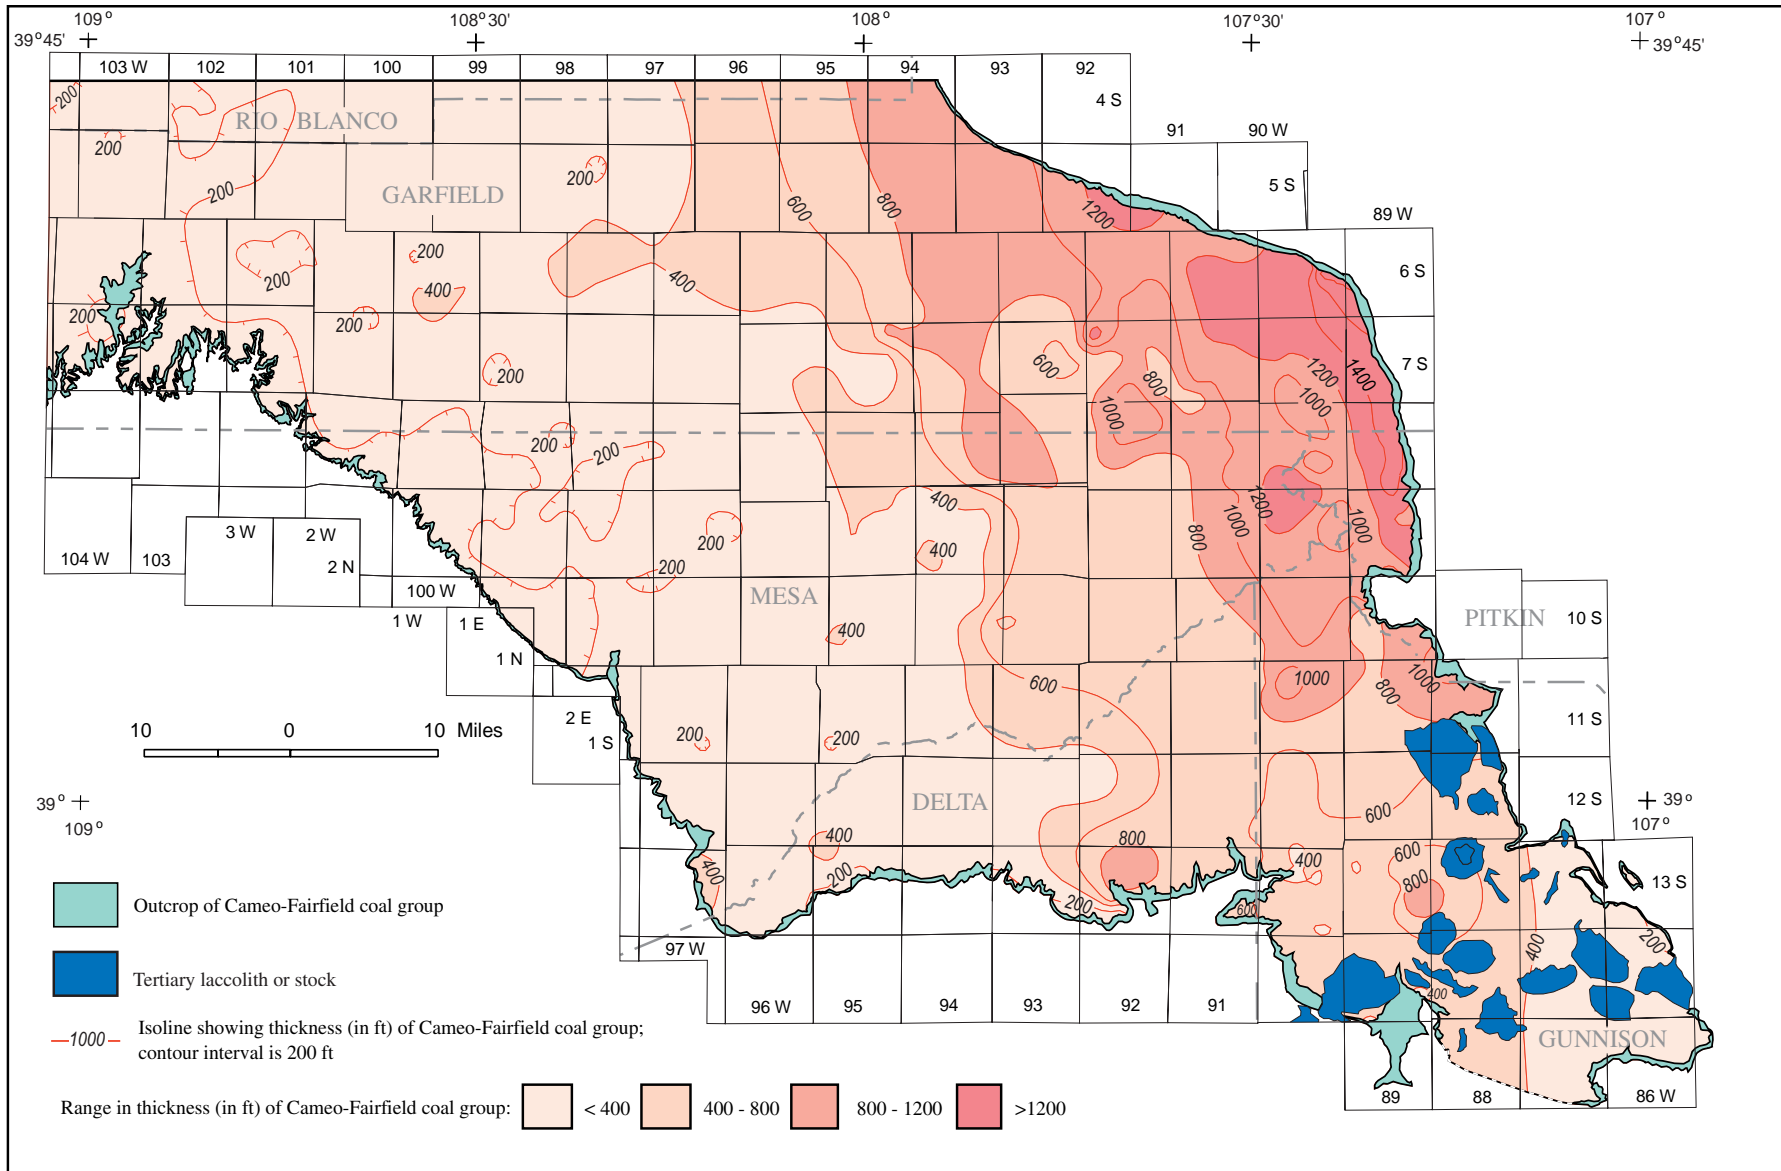 109° 108°30' 108° 107°30' 107°
39°45' 39°45'
103 W 102 101 100 99 98 97 96 95 94 93 92
4 S
91 90 W
5 S
89 W
6 S
7 S
RIO BLANCO
GARFIELD
MESA
DELTA
PITKIN
GUNNISON
200
200
200
200
600
800
1200
200
200
400
400
200
200
200
600
800
1000
1200
1400
1000
200
200
400
200
400
200
1200
1000
800
1000
400
600
1000
800
1000
200
200
400
200
400
800
200
600
400
600
600
800
400
200
400
400
104 W 103
3 W 2 W
2 N
100 W
1 W 1 E
1 N
2 E
1 S
10 S
11 S
12 S
13 S
97 W
96 W 95 94 93 92 91
89 88 86 W
10 0 10 Miles
39° 39°
109° 107°
Outcrop of Cameo-Fairfield coal group
Tertiary laccolith or stock
1000 Isoline showing thickness (in ft) of Cameo-Fairfield coal group;
contour interval is 200 ft
Range in thickness (in ft) of Cameo-Fairfield coal group: < 400 400 - 800 800 - 1200 >1200